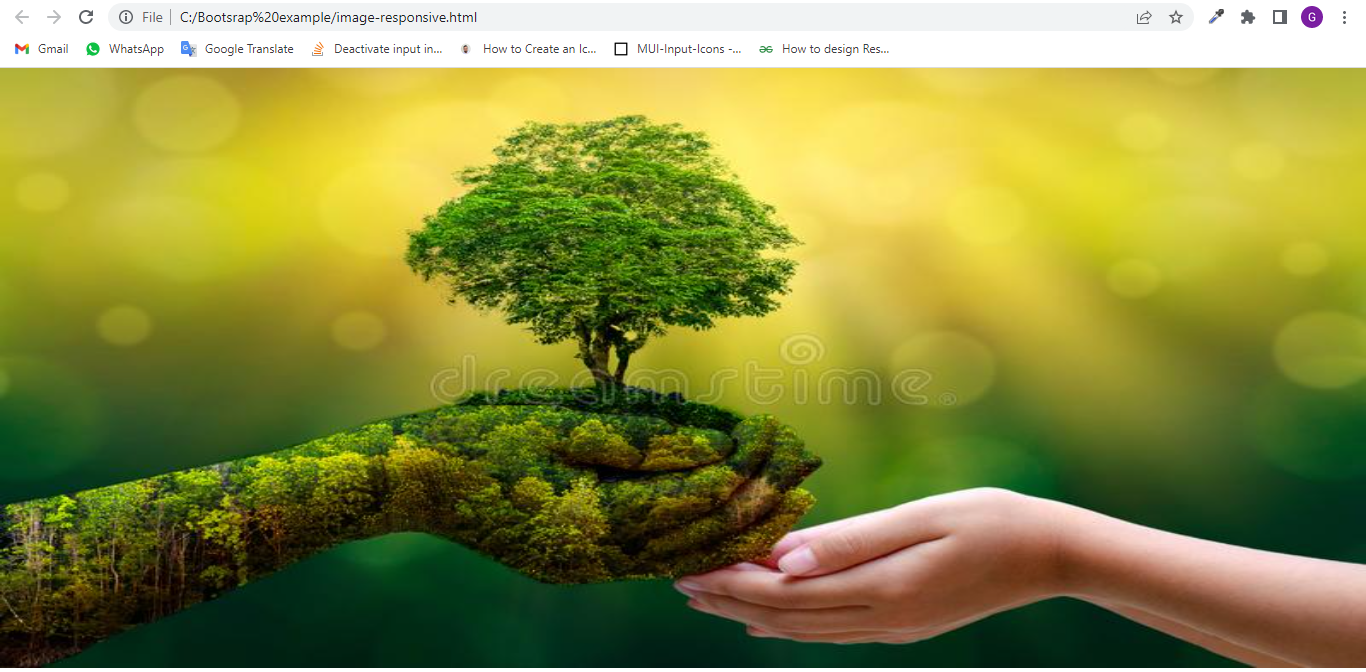 File C:/Bootsrap%20example/image-responsive.html G
Gmail WhatsApp Google Translate Deactivate input in... How to Create an Ic... MUI-Input-Icons -... How to design Res...
dreamstime®